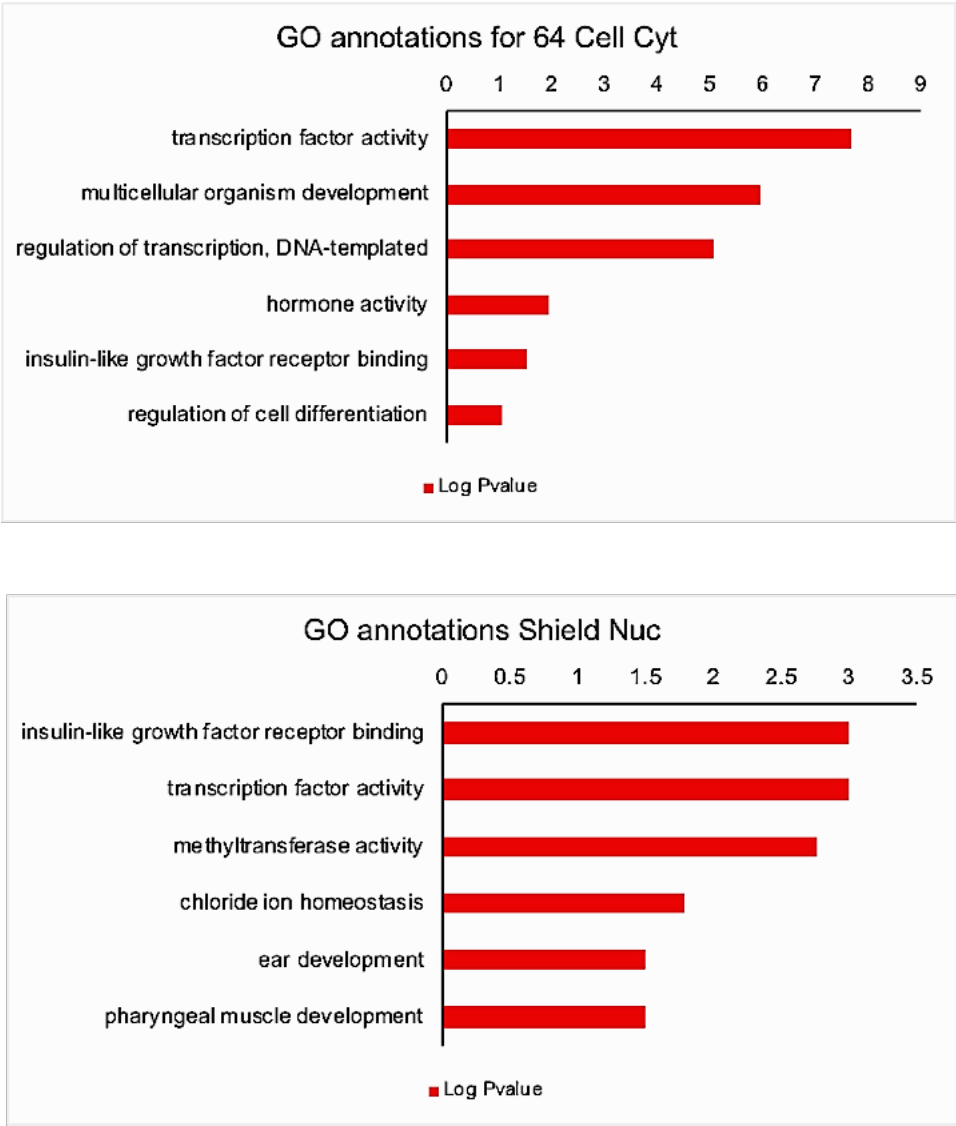 GO annotations for 64 Cell Cyt
0 1 2 3 4 5 6 7 8 9
transcription factor activity
multicellular organism development
regulation of transcription, DNA-templated
hormone activity
insulin-like growth factor receptor binding
regulation of cell differentiation
Log Pvalue
GO annotations Shield Nuc
0 0.5 1 1.5 2 2.5 3 3.5
insulin-like growth factor receptor binding
transcription factor activity
methyltransferase activity
chloride ion homeostasis
ear development
pharyngeal muscle development
Log Pvalue